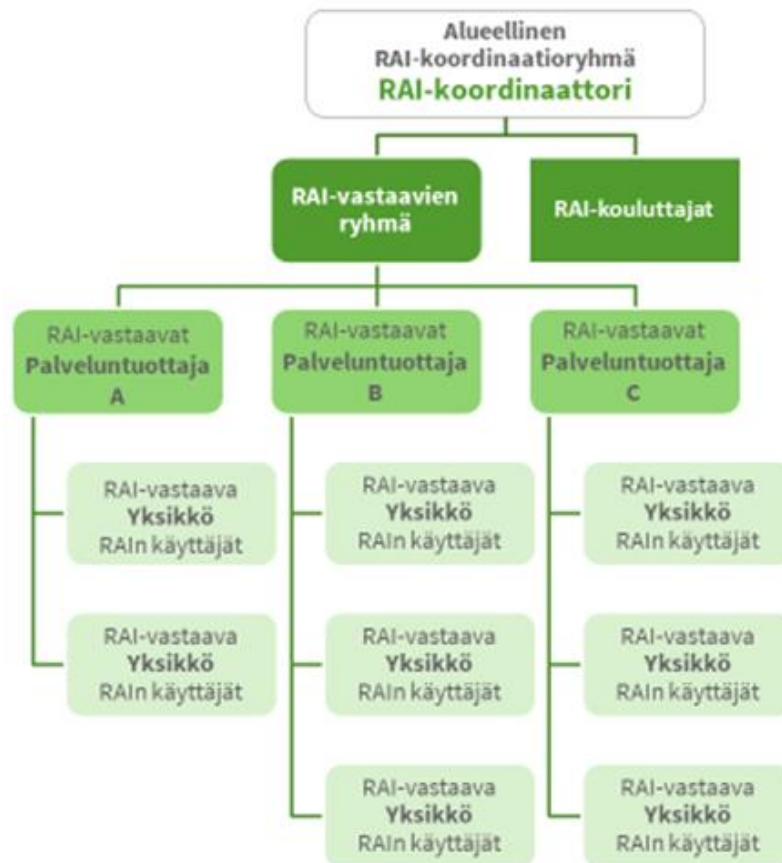 Alueellinen
RAI-koordinaatioryhmä
RAI-koordinaattori
RAI-vastaavien
ryhmä
RAI-kouluttajat
RAI-vastaavat
Palveluntuottaja
A
RAI-vastaavat
Palveluntuottaja
B
RAI-vastaavat
Palveluntuottaja
C
RAI-vastaava
Yksikkö
RAIn käyttäjät
RAI-vastaava
Yksikkö
RAIn käyttäjät
RAI-vastaava
Yksikkö
RAIn käyttäjät
RAI-vastaava
Yksikkö
RAIn käyttäjät
RAI-vastaava
Yksikkö
RAIn käyttäjät
RAI-vastaava
Yksikkö
RAIn käyttäjät
RAI-vastaava
Yksikkö
RAIn käyttäjät
RAI-vastaava
Yksikkö
RAIn käyttäjät